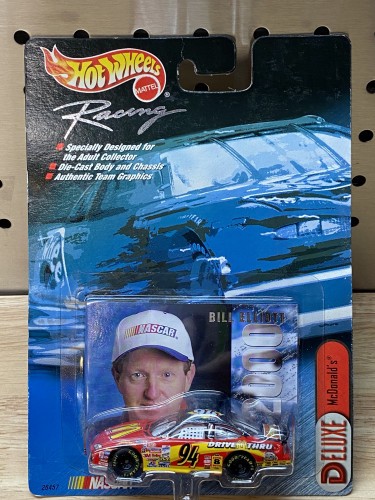 Hot Wheels
MATTEL
®
Racing
Specially Designed for
the Adult Collector
Die-Cast Body and Chassis
Authentic Team Graphics
BILL ELLIOTT
2000
NASCAR
McDonald's®
DELUXE
DRIVE THRU
94
NASCAR